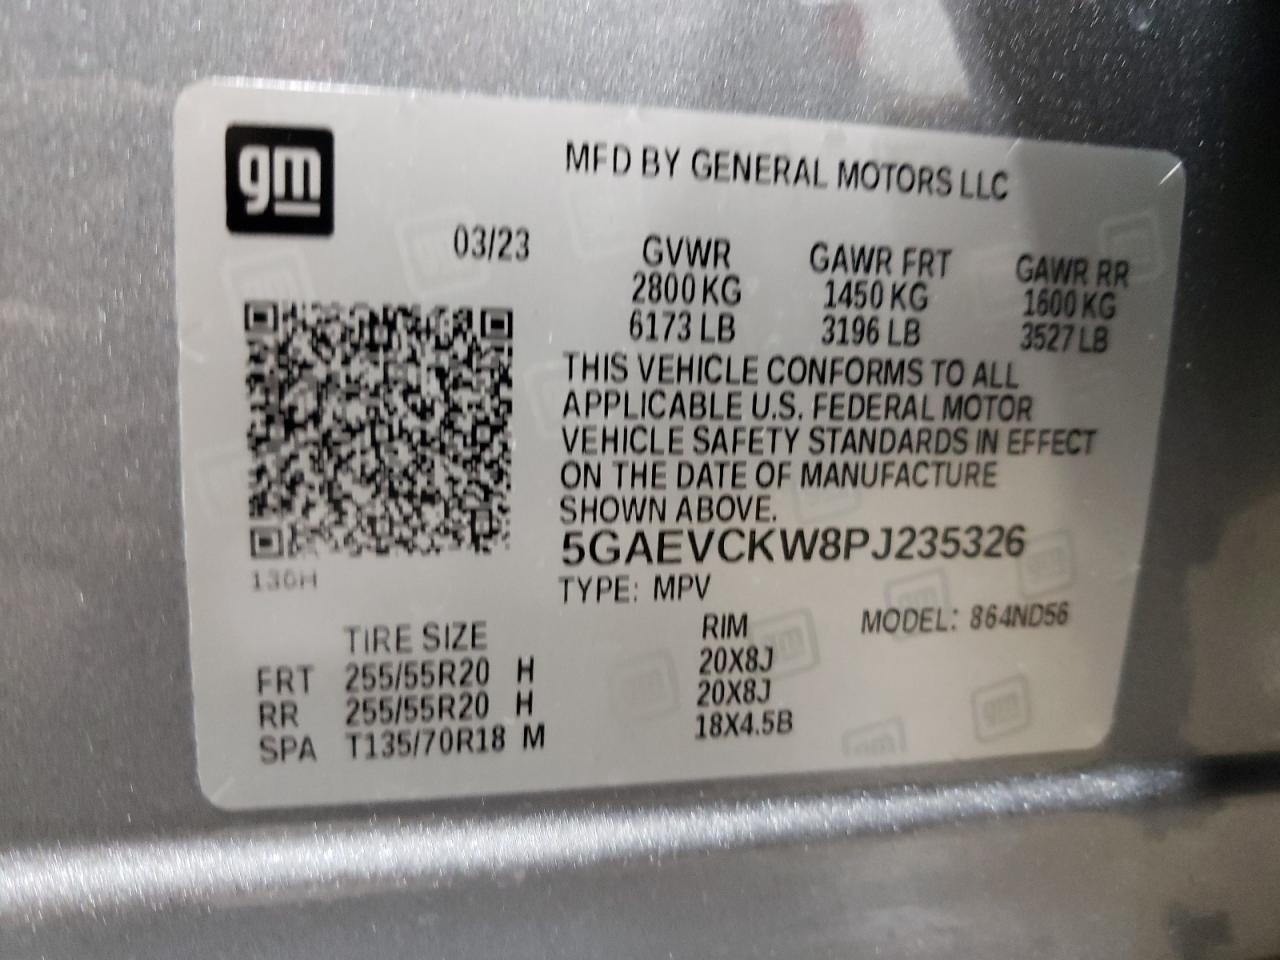 gm
MFD BY GENERAL MOTORS LLC
03/23
GVWR GAWR FRT GAWR RR
2800 KG 1450 KG 1600 KG
6173 LB 3196 LB 3527 LB
THIS VEHICLE CONFORMS TO ALL
APPLICABLE U.S. FEDERAL MOTOR
VEHICLE SAFETY STANDARDS IN EFFECT
ON THE DATE OF MANUFACTURE
SHOWN ABOVE.
5GAEVCKW8PJ235326
TYPE: MPV
MODEL: 864ND56
TIRE SIZE RIM
FRT 255/55R20 H 20X8J
RR 255/55R20 H 20X8J
SPA T135/70R18 M 18X4.5B